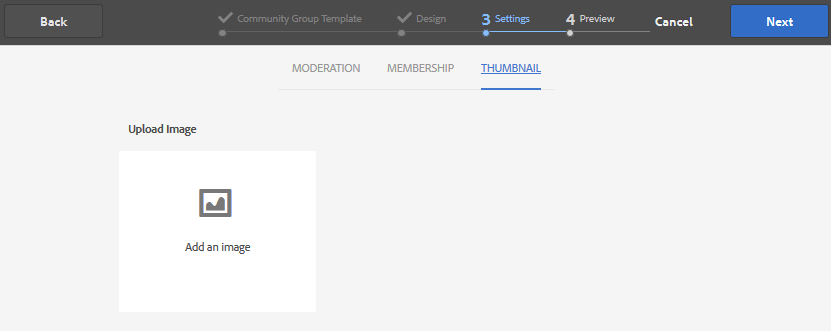 Back
Community Group Template
Design
3 Settings
4 Preview
Cancel
Next
MODERATION
MEMBERSHIP
THUMBNAIL
Upload Image
Add an image